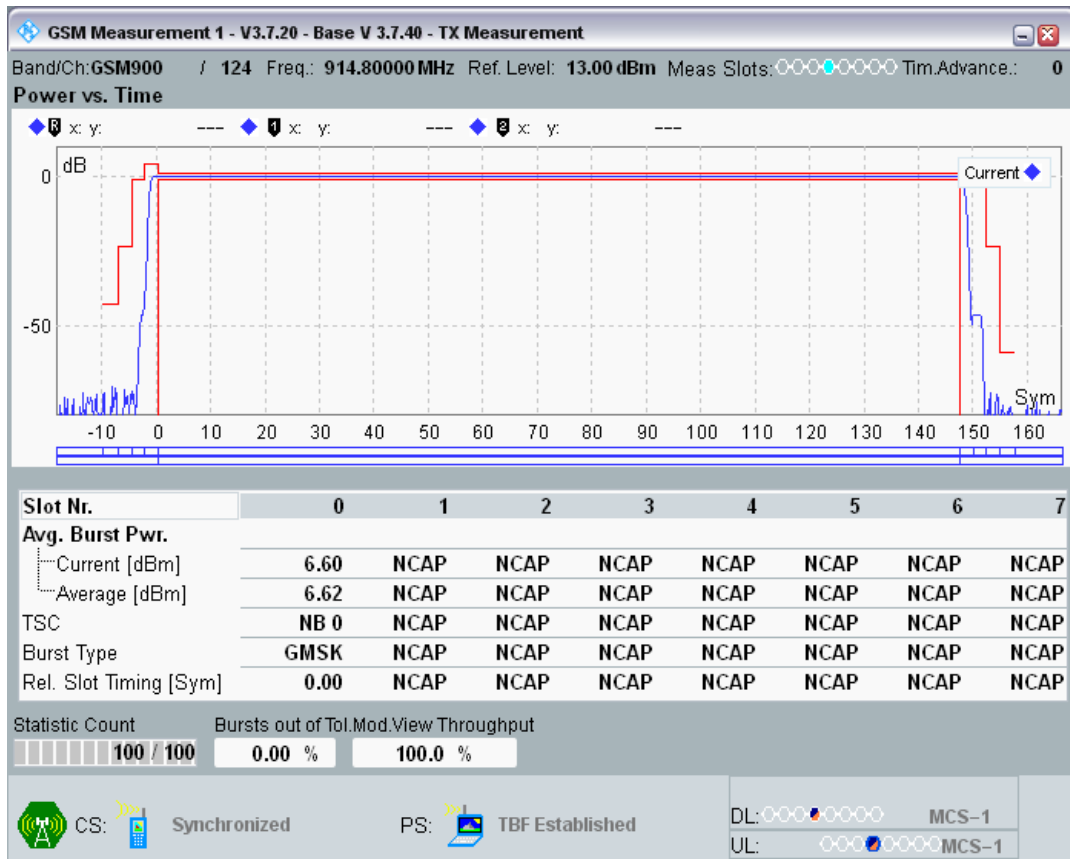 GSM Measurement 1 - V3.7.20 - Base V 3.7.40 - TX Measurement
Band/Ch:GSM900 / 124 Freq.: 914.80000 MHz Ref. Level: 13.00 dBm Meas Slots: Tim.Advance.: 0
Power vs. Time
R x: y: --- 1 x: y: --- 2 x: y: ---
dB
Current
0
-50
Sym
-10 0 10 20 30 40 50 60 70 80 90 100 110 120 130 140 150 160
Slot Nr. 0 1 2 3 4 5 6 7
Avg. Burst Pwr.
Current [dBm] 6.60 NCAP NCAP NCAP NCAP NCAP NCAP NCAP
Average [dBm] 6.62 NCAP NCAP NCAP NCAP NCAP NCAP NCAP
TSC NB 0 NCAP NCAP NCAP NCAP NCAP NCAP NCAP
Burst Type GMSK NCAP NCAP NCAP NCAP NCAP NCAP NCAP
Rel. Slot Timing [Sym] 0.00 NCAP NCAP NCAP NCAP NCAP NCAP NCAP
Statistic Count Bursts out of Tol.Mod.View Throughput
100 / 100 0.00 % 100.0 %
CS: Synchronized PS: TBF Established DL: MCS-1
UL: MCS-1